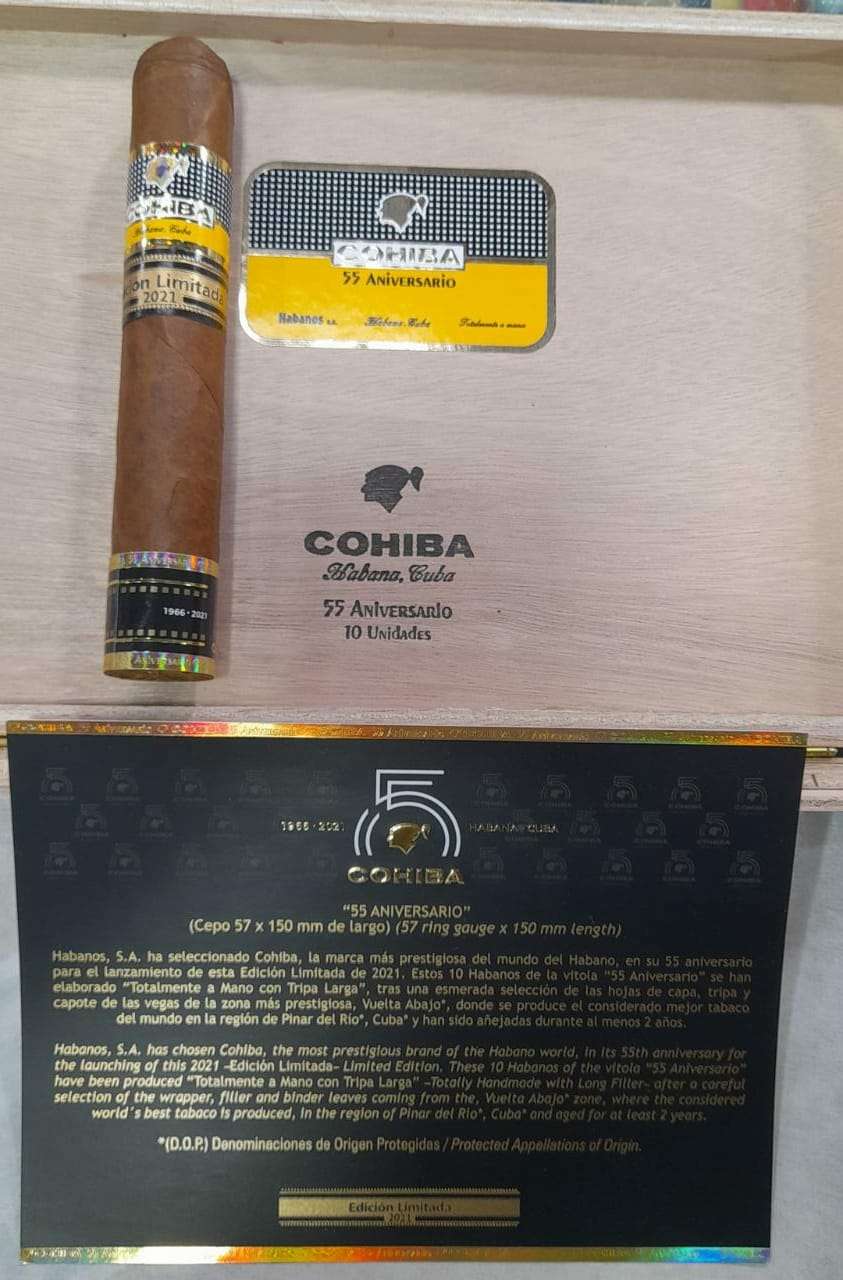 COHIBA
Habana, Cuba
Edición Limitada
2021
1966 · 2021
COHIBA
55 ANIVERSARIO
Habanos s.a.
Habana, Cuba
Totalmente a mano
COHIBA
Habana, Cuba
55 ANIVERSARIO
10 UNIDADES
55
1966 · 2021
HABANA · CUBA
COHIBA
"55 ANIVERSARIO"
(Cepo 57 x 150 mm de largo) (57 ring gauge x 150 mm length)
Habanos, S.A. ha seleccionado Cohiba, la marca más prestigiosa del mundo del Habano, en su 55 aniversario
para el lanzamiento de esta Edición Limitada de 2021. Estos 10 Habanos de la vitola "55 Aniversario" se han
elaborado "Totalmente a Mano con Tripa Larga", tras una esmerada selección de las hojas de capa, tripa y
capote de las vegas de la zona más prestigiosa, Vuelta Abajo*, donde se produce el considerado mejor tabaco
del mundo en la región de Pinar del Río*, Cuba* y han sido añejadas durante al menos 2 años.
Habanos, S.A. has chosen Cohiba, the most prestigious brand of the Habano world, in its 55th anniversary for
the launching of this 2021 –Edición Limitada– Limited Edition. These 10 Habanos of the vitola "55 Aniversario"
have been produced "Totalmente a Mano con Tripa Larga" –Totally Handmade with Long Filler– after a careful
selection of the wrapper, filler and binder leaves coming from the, Vuelta Abajo* zone, where the considered
world´s best tabaco is produced, in the region of Pinar del Río*, Cuba* and aged for at least 2 years.
*(D.O.P.) Denominaciones de Origen Protegidas / Protected Appellations of Origin.
Edición Limitada
2021